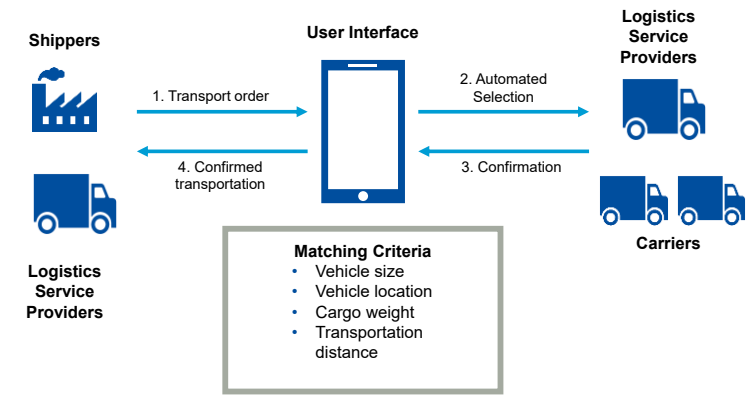 Shippers
User Interface
Logistics
Service
Providers
1. Transport order
2. Automated
Selection
4. Confirmed
transportation
3. Confirmation
Logistics
Service
Providers
Carriers
Matching Criteria
• Vehicle size
• Vehicle location
• Cargo weight
• Transportation
distance